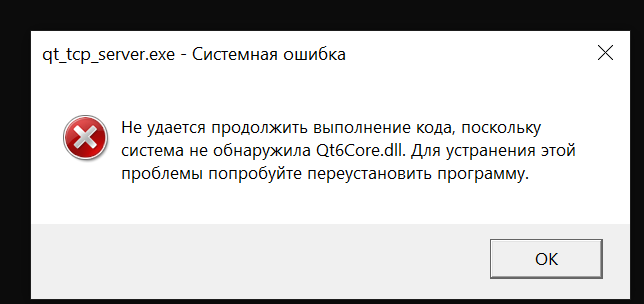 qt_tcp_server.exe - Системная ошибка
Не удается продолжить выполнение кода, поскольку
система не обнаружила Qt6Core.dll. Для устранения этой
проблемы попробуйте переустановить программу.
OK